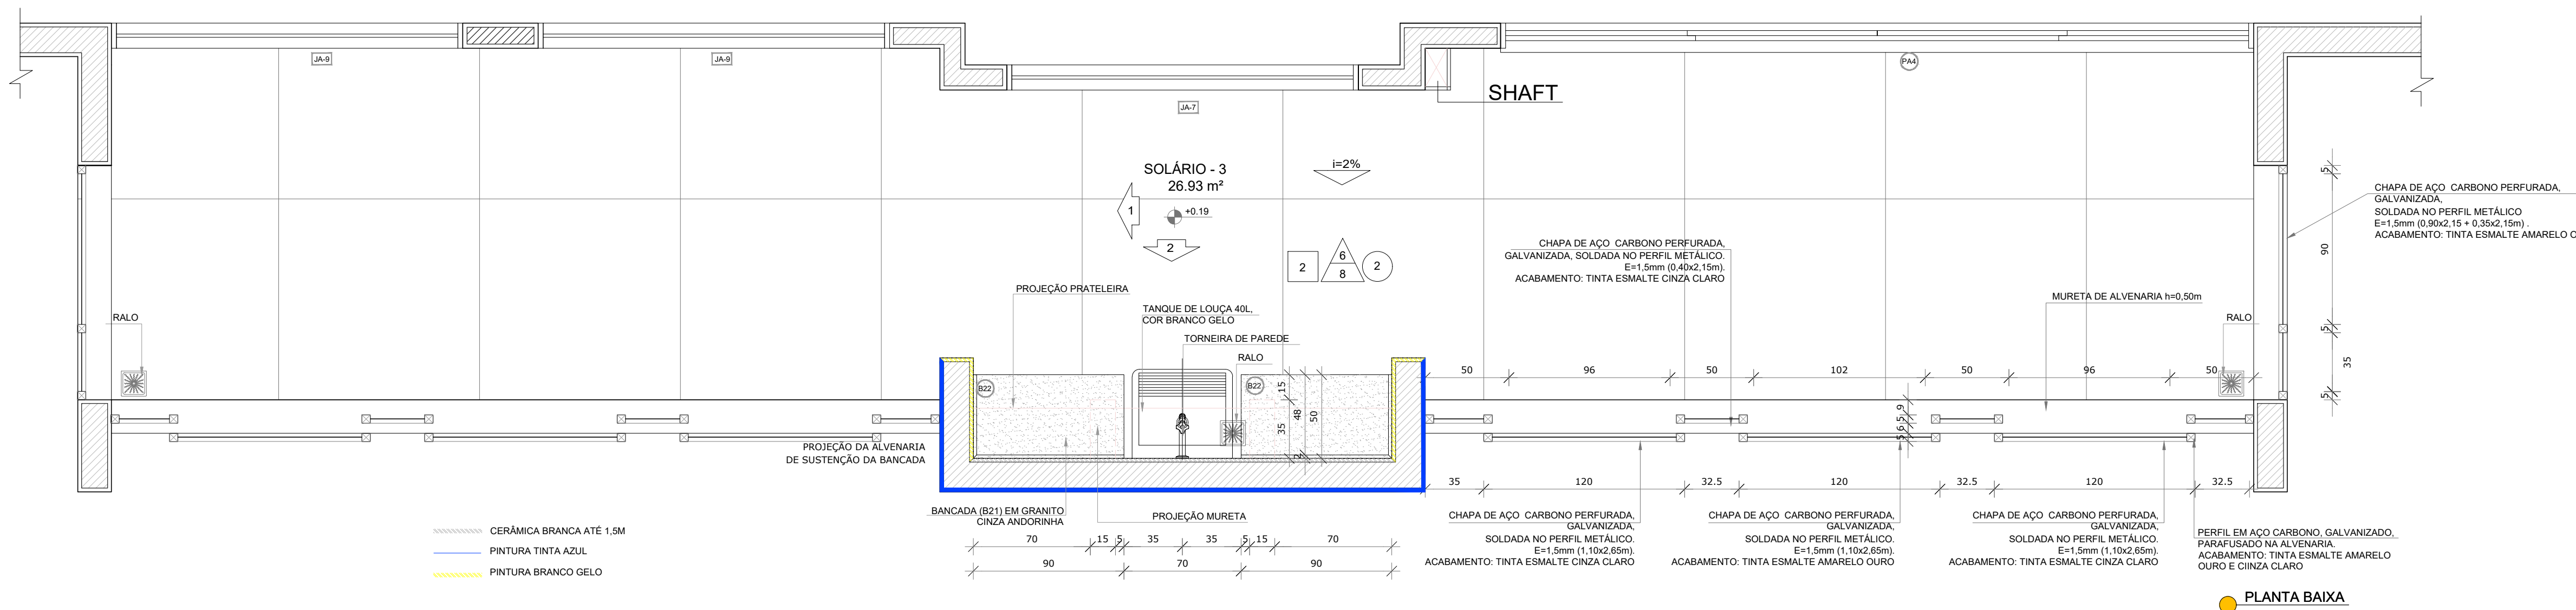 JA-9
JA-9
JA-7
PA4
SHAFT
SOLÁRIO - 3
26.93 m²
i=2%
1
+0.19
2
2
6
8
2
CHAPA DE AÇO CARBONO PERFURADA,
GALVANIZADA,
SOLDADA NO PERFIL METÁLICO
E=1,5mm (0,90x2,15 + 0,35x2,15m) .
ACABAMENTO: TINTA ESMALTE AMARELO O
5
90
5
35
5
CHAPA DE AÇO CARBONO PERFURADA,
GALVANIZADA, SOLDADA NO PERFIL METÁLICO.
E=1,5mm (0,40x2,15m).
ACABAMENTO: TINTA ESMALTE CINZA CLARO
MURETA DE ALVENARIA h=0,50m
RALO
RALO
PROJEÇÃO PRATELEIRA
TANQUE DE LOUÇA 40L,
COR BRANCO GELO
TORNEIRA DE PAREDE
RALO
B22
B22
15
48
50
35
2
50
96
50
102
50
96
50
9
5
6
5
PROJEÇÃO DA ALVENARIA
DE SUSTENÇÃO DA BANCADA
35
120
32.5
120
32.5
120
32.5
BANCADA (B21) EM GRANITO
CINZA ANDORINHA
PROJEÇÃO MURETA
70
15
5
35
35
5
15
70
90
70
90
CERÂMICA BRANCA ATÉ 1,5M
PINTURA TINTA AZUL
PINTURA BRANCO GELO
CHAPA DE AÇO CARBONO PERFURADA,
GALVANIZADA,
SOLDADA NO PERFIL METÁLICO.
E=1,5mm (1,10x2,65m).
ACABAMENTO: TINTA ESMALTE CINZA CLARO
CHAPA DE AÇO CARBONO PERFURADA,
GALVANIZADA,
SOLDADA NO PERFIL METÁLICO.
E=1,5mm (1,10x2,65m).
ACABAMENTO: TINTA ESMALTE AMARELO OURO
CHAPA DE AÇO CARBONO PERFURADA,
GALVANIZADA,
SOLDADA NO PERFIL METÁLICO.
E=1,5mm (1,10x2,65m).
ACABAMENTO: TINTA ESMALTE CINZA CLARO
PERFIL EM AÇO CARBONO, GALVANIZADO,
PARAFUSADO NA ALVENARIA.
ACABAMENTO: TINTA ESMALTE AMARELO
OURO E CIINZA CLARO
PLANTA BAIXA